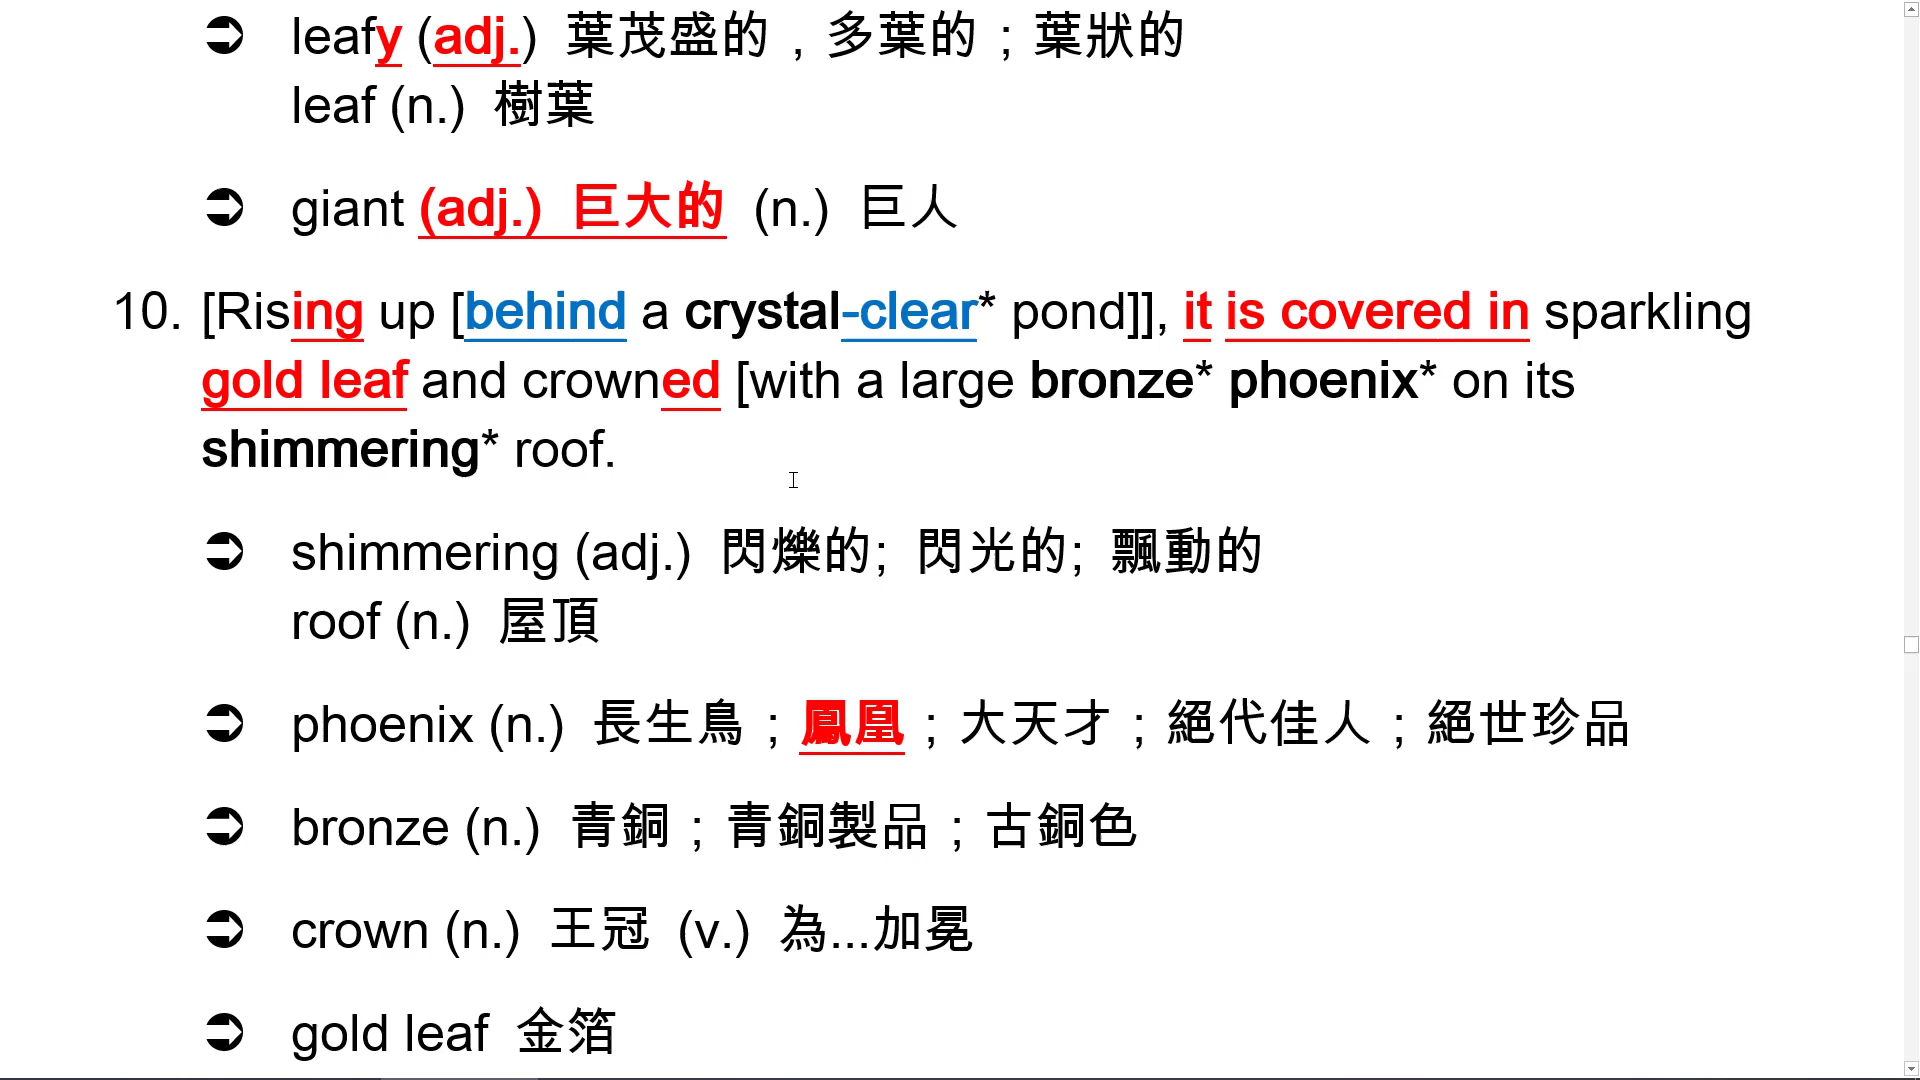 ➲ leafy (adj.) 葉茂盛的，多葉的；葉狀的
leaf (n.) 樹葉
➲ giant (adj.) 巨大的 (n.) 巨人
10. [Rising up [behind a crystal-clear* pond]], it is covered in sparkling
gold leaf and crowned [with a large bronze* phoenix* on its
shimmering* roof.
➲ shimmering (adj.) 閃爍的; 閃光的; 飄動的
roof (n.) 屋頂
➲ phoenix (n.) 長生鳥；鳳凰；大天才；絕代佳人；絕世珍品
➲ bronze (n.) 青銅；青銅製品；古銅色
➲ crown (n.) 王冠 (v.) 為...加冕
➲ gold leaf 金箔